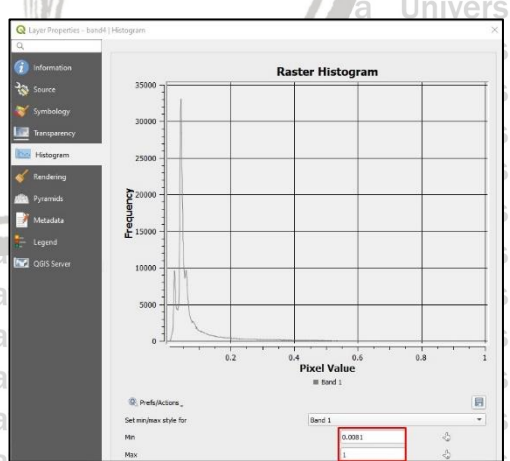 a Univers
Layer Properties - band4 | Histogram
Information
Source
Symbology
Transparency
Histogram
Rendering
Pyramids
Metadata
Legend
QGIS Server
Raster Histogram
35000
30000
25000
20000
15000
10000
5000
0
Frequency
0.2 0.4 0.6 0.8 1
Pixel Value
Band 1
Prefs/Actions
Set min/max style for Band 1
Min 0.0081
Max 1